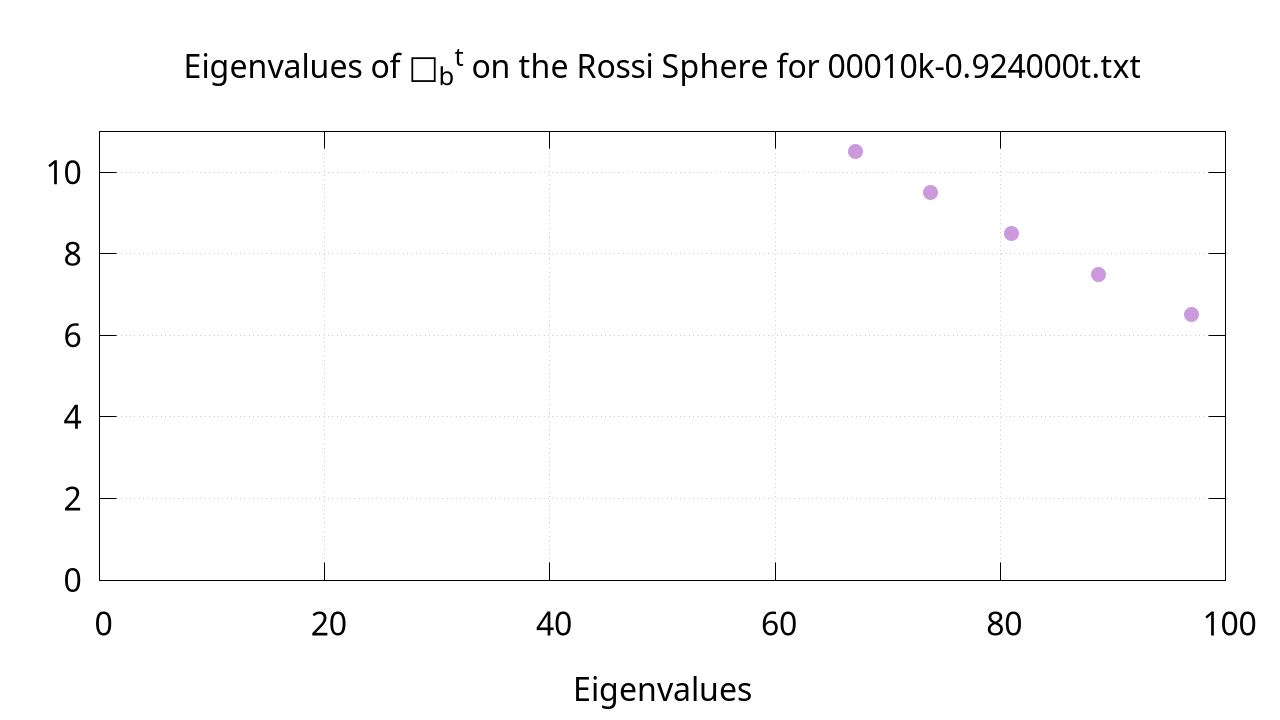 Eigenvalues of □_b^t on the Rossi Sphere for 00010k-0.924000t.txt
10
8
6
4
2
0
0 20 40 60 80 100
Eigenvalues